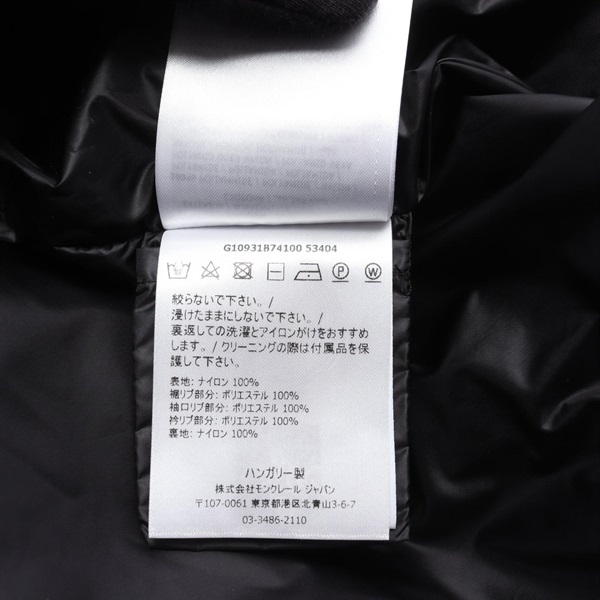 G10931B74100 53404
絞らないで下さい。/
浸けたままにしないで下さい。/
裏返しての洗濯とアイロンがけをおすすめ
します。/ クリーニングの際は付属品を保
護して下さい。
表地: ナイロン 100%
裾リブ部分: ポリエステル 100%
袖口リブ部分: ポリエステル 100%
衿リブ部分: ポリエステル 100%
裏地: ナイロン 100%
ハンガリー製
株式会社モンクレール ジャパン
〒107-0061 東京都港区北青山3-6-7
03-3486-2110